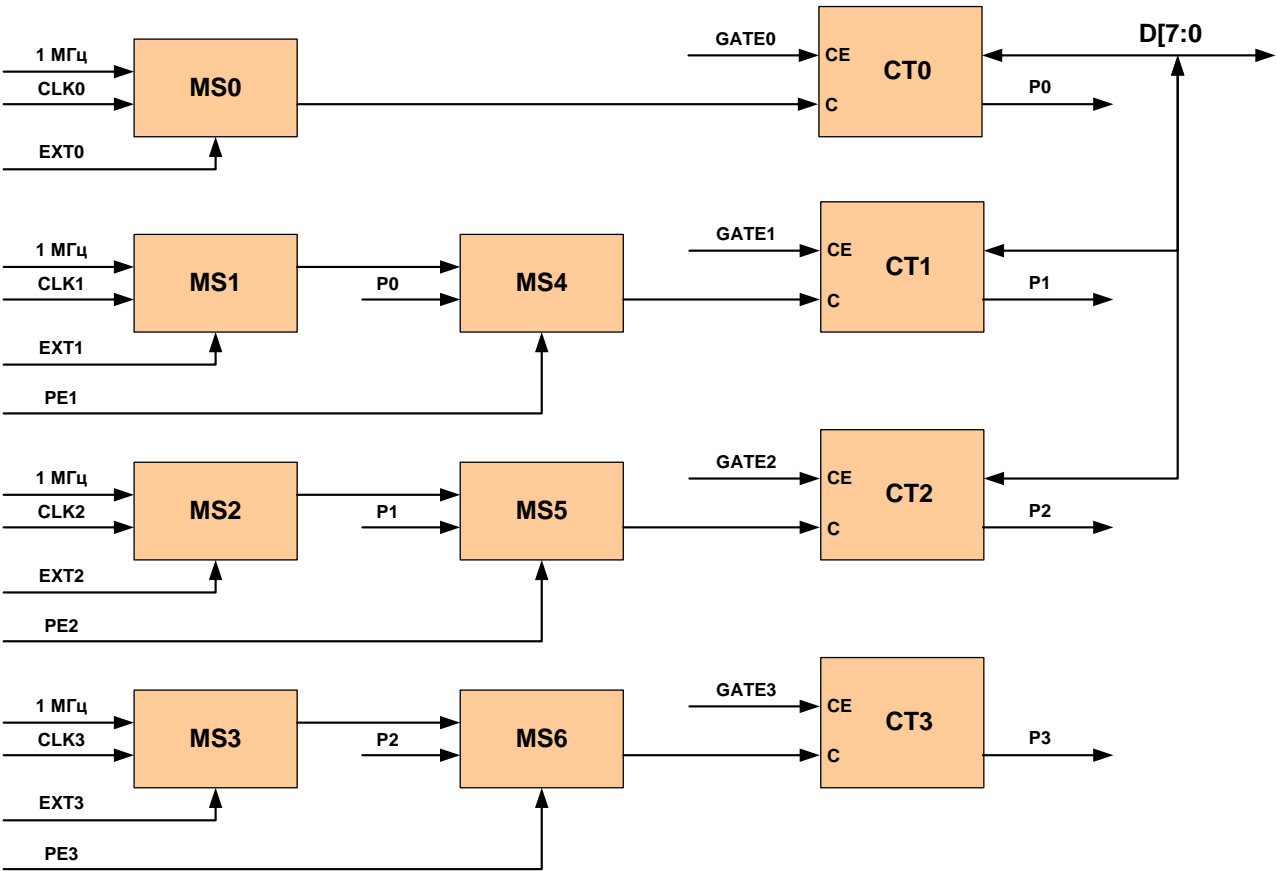 D[7:0
GATE0
1 МГц
CE
MS0
CT0
CLK0
P0
C
EXT0
GATE1
1 МГц
CE
MS1
MS4
CT1
CLK1
P0
P1
C
EXT1
PE1
GATE2
1 МГц
CE
MS2
MS5
CT2
CLK2
P1
P2
C
EXT2
PE2
GATE3
1 МГц
CE
MS3
MS6
CT3
CLK3
P2
P3
C
EXT3
PE3